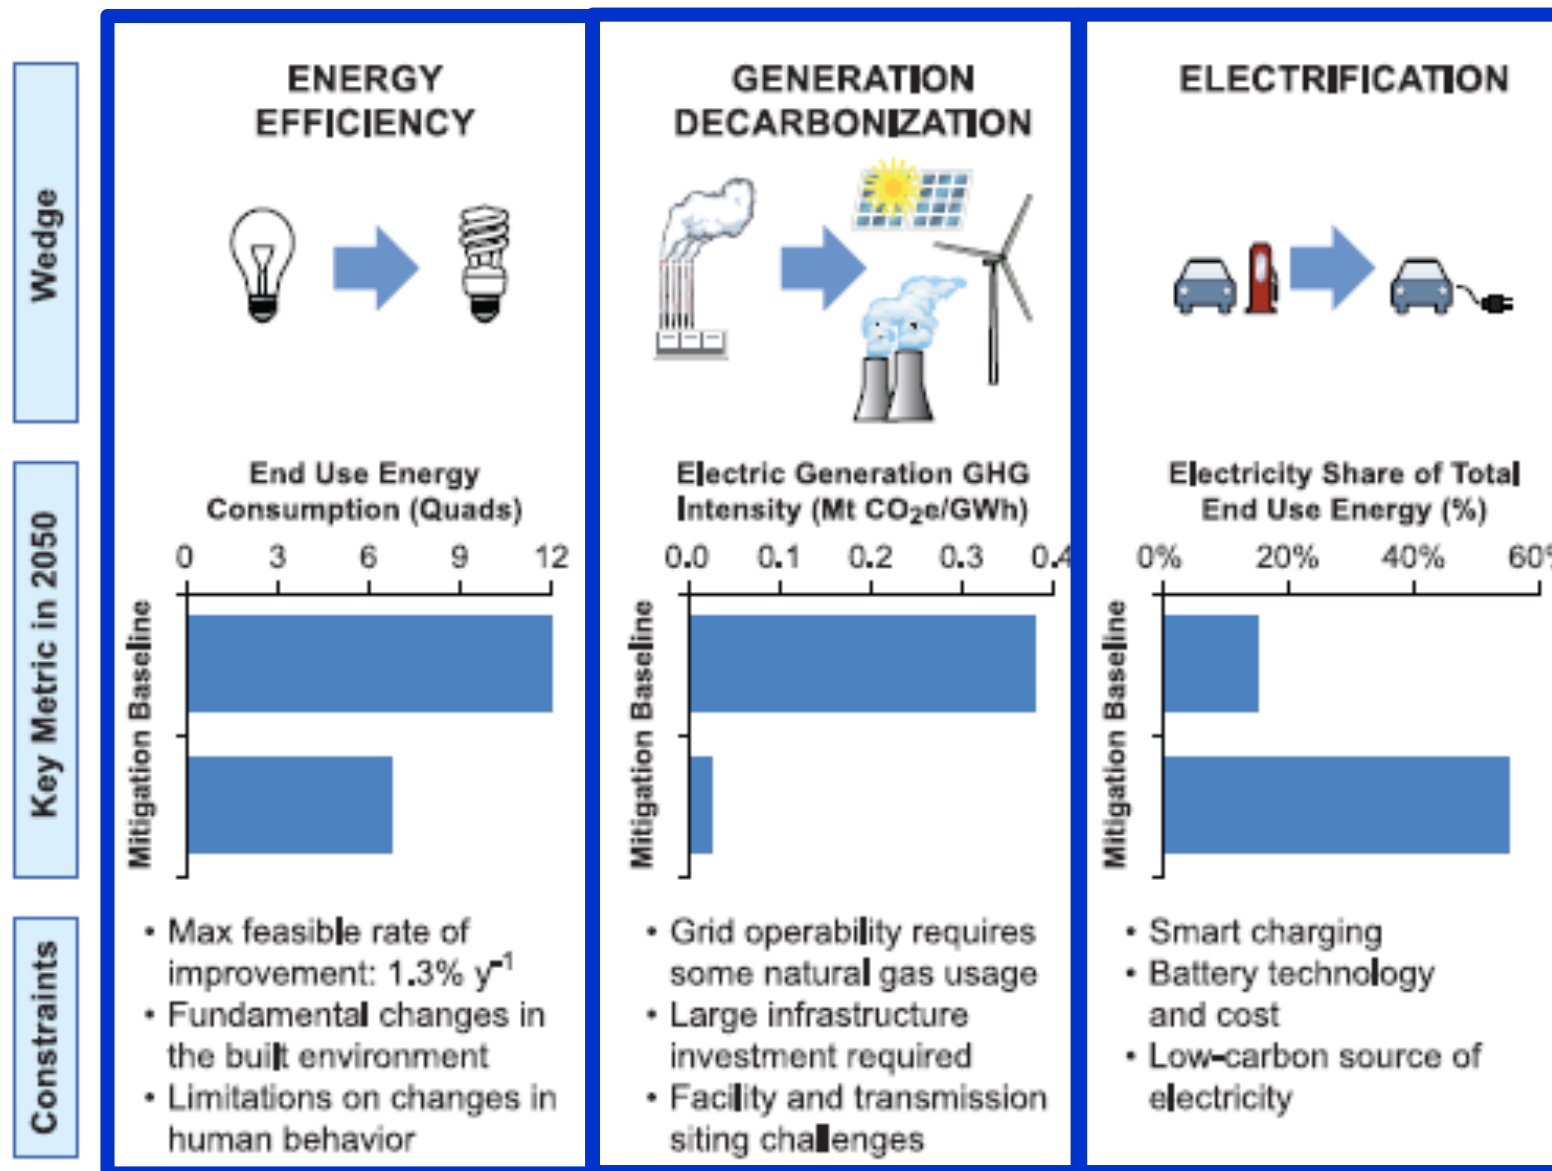 Wedge
ENERGY
EFFICIENCY
GENERATION
DECARBONIZATION
ELECTRIFICATION
Key Metric in 2050
End Use Energy
Consumption (Quads)
0 3 6 9 12
Mitigation Baseline
Electric Generation GHG
Intensity (Mt CO₂e/GWh)
0.0 0.1 0.2 0.3 0.4
Mitigation Baseline
Electricity Share of Total
End Use Energy (%)
0% 20% 40% 60%
Mitigation Baseline
Constraints
• Max feasible rate of
improvement: 1.3% y⁻¹
• Fundamental changes in
the built environment
• Limitations on changes in
human behavior
• Grid operability requires
some natural gas usage
• Large infrastructure
investment required
• Facility and transmission
siting challenges
• Smart charging
• Battery technology
and cost
• Low-carbon source of
electricity